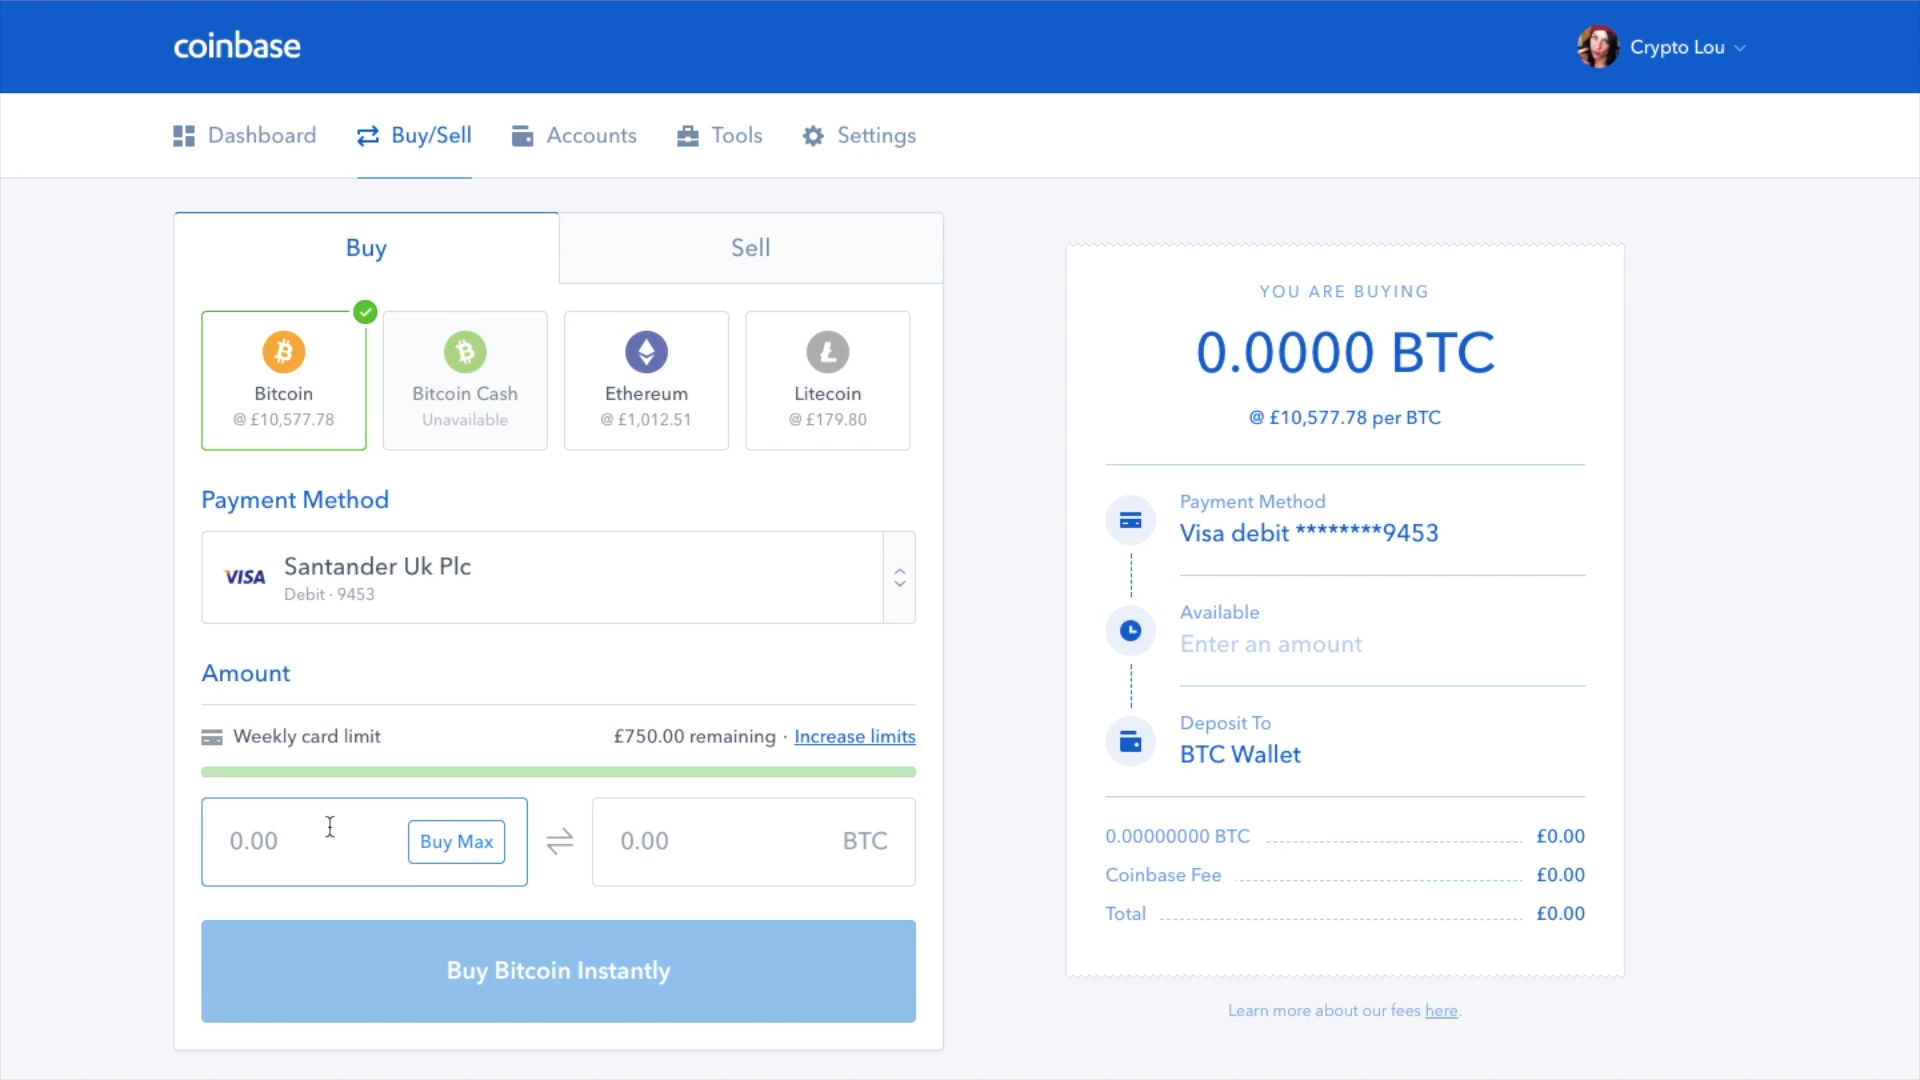 coinbase
Crypto Lou
Dashboard
Buy/Sell
Accounts
Tools
Settings
Buy
Sell
Bitcoin
@ £10,577.78
Bitcoin Cash
Unavailable
Ethereum
@ £1,012.51
Litecoin
@ £179.80
Payment Method
VISA
Santander Uk Plc
Debit · 9453
Amount
Weekly card limit
£750.00 remaining · Increase limits
0.00
Buy Max
0.00
BTC
Buy Bitcoin Instantly
YOU ARE BUYING
0.0000 BTC
@ £10,577.78 per BTC
Payment Method
Visa debit ********9453
Available
Enter an amount
Deposit To
BTC Wallet
0.00000000 BTC £0.00
Coinbase Fee £0.00
Total £0.00
Learn more about our fees here.